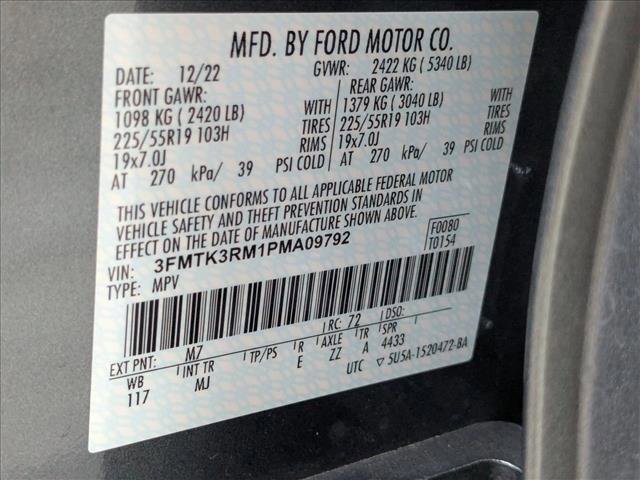 MFD. BY FORD MOTOR CO.
DATE: 12/22 GVWR: 2422 KG ( 5340 LB)
FRONT GAWR: REAR GAWR:
1098 KG ( 2420 LB) WITH 1379 KG ( 3040 LB) WITH
225/55R19 103H TIRES 225/55R19 103H TIRES
19x7.0J RIMS 19x7.0J RIMS
AT 270 kPa/ 39 PSI COLD AT 270 kPa/ 39 PSI COLD
THIS VEHICLE CONFORMS TO ALL APPLICABLE FEDERAL MOTOR
VEHICLE SAFETY AND THEFT PREVENTION STANDARDS IN
EFFECT ON THE DATE OF MANUFACTURE SHOWN ABOVE.
VIN: 3FMTK3RM1PMA09792 F0080
TYPE: MPV T0154
EXT PNT: M7 RC: 72 DSO:
WB INT TR TP/PS R AXLE TR SPR
117 MJ E ZZ A 4433
UTC ▽ 5U5A-1520472-BA